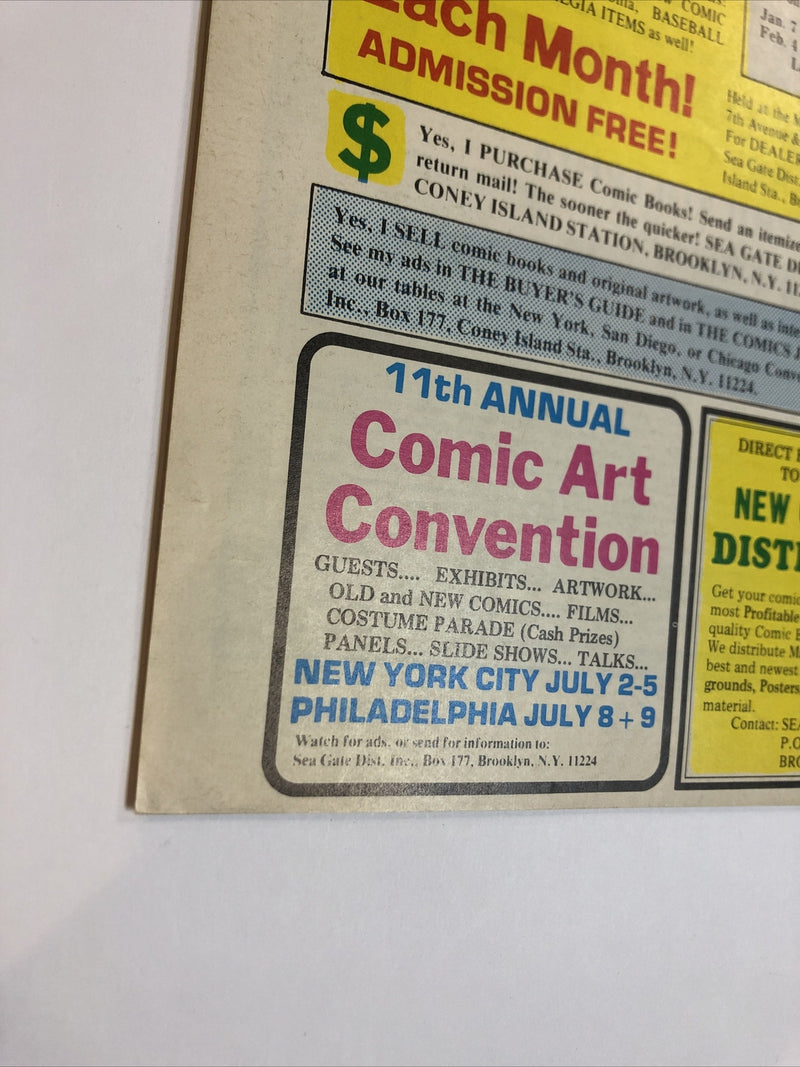 COMIC
GIA ITEMS as well! BASEBALL
Each Month!
ADMISSION FREE!
Jan. 7
Feb. 4
Held at the
7th Avenue &
For DEALER
Sea Gate Dist.
Island Sta., B
$
Yes, I PURCHASE Comic Books! Send an itemize
return mail! The sooner the quicker! SEA GATE D
CONEY ISLAND STATION, BROOKLYN, N.Y. 11
Yes, I SELL comic books and original artwork, as well as inte
See my ads in THE BUYER'S GUIDE and in THE COMICS J
at our tables at the New York, San Diego, or Chicago Conv
Inc., Box 177, Coney Island Sta., Brooklyn, N.Y. 11224.
11th ANNUAL
Comic Art
Convention
GUESTS.... EXHIBITS... ARTWORK...
OLD and NEW COMICS.... FILMS...
COSTUME PARADE (Cash Prizes)
PANELS... SLIDE SHOWS... TALKS...
NEW YORK CITY JULY 2-5
PHILADELPHIA JULY 8 + 9
Watch for ads, or send for information to:
Sea Gate Dist. Inc., Box 177, Brooklyn, N.Y. 11224
DIRECT
TO
NEW
DISTI
Get your comic
most Profitable
quality Comic
We distribute M
best and newest
grounds, Posters
material.
Contact: SEA
P.O
BRO